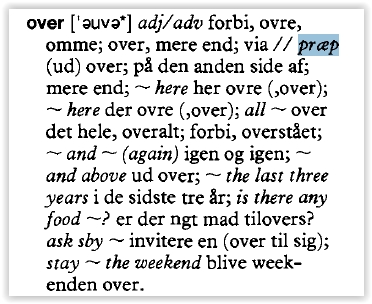 over ['əuvə*] adj/adv forbi, ovre,
omme; over, mere end; via // præp
(ud) over; på den anden side af;
mere end; ~ here her ovre (,over);
~ here der ovre (,over); all ~ over
det hele, overalt; forbi, overstået;
~ and ~ (again) igen og igen; ~
and above ud over; ~ the last three
years i de sidste tre år; is there any
food ~? er der ngt mad tilovers?
ask sby ~ invitere en (over til sig);
stay ~ the weekend blive week-
enden over.